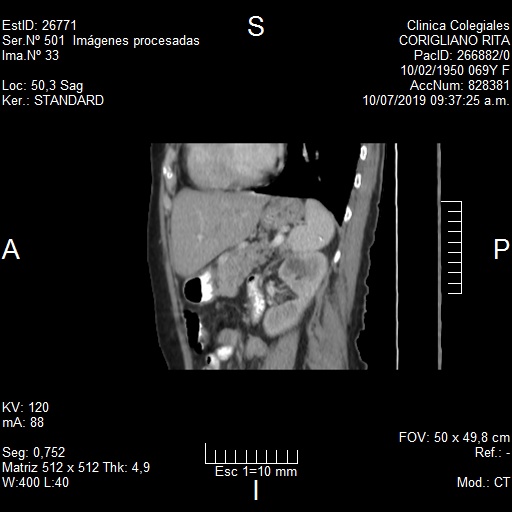 EstID: 26771
Ser.Nº 501 Imágenes procesadas
Ima.Nº 33
Loc: 50,3 Sag
Ker.: STANDARD
S
Clinica Colegiales
CORIGLIANO RITA
PacID: 266882/0
10/02/1950 069Y F
AccNum: 828381
10/07/2019 09:37:25 a.m.
A
P
KV: 120
mA: 88
Seg: 0,752
Matriz 512 x 512 Thk: 4,9
W:400 L:40
Esc 1=10 mm
I
FOV: 50 x 49,8 cm
Ref.: -
Mod.: CT